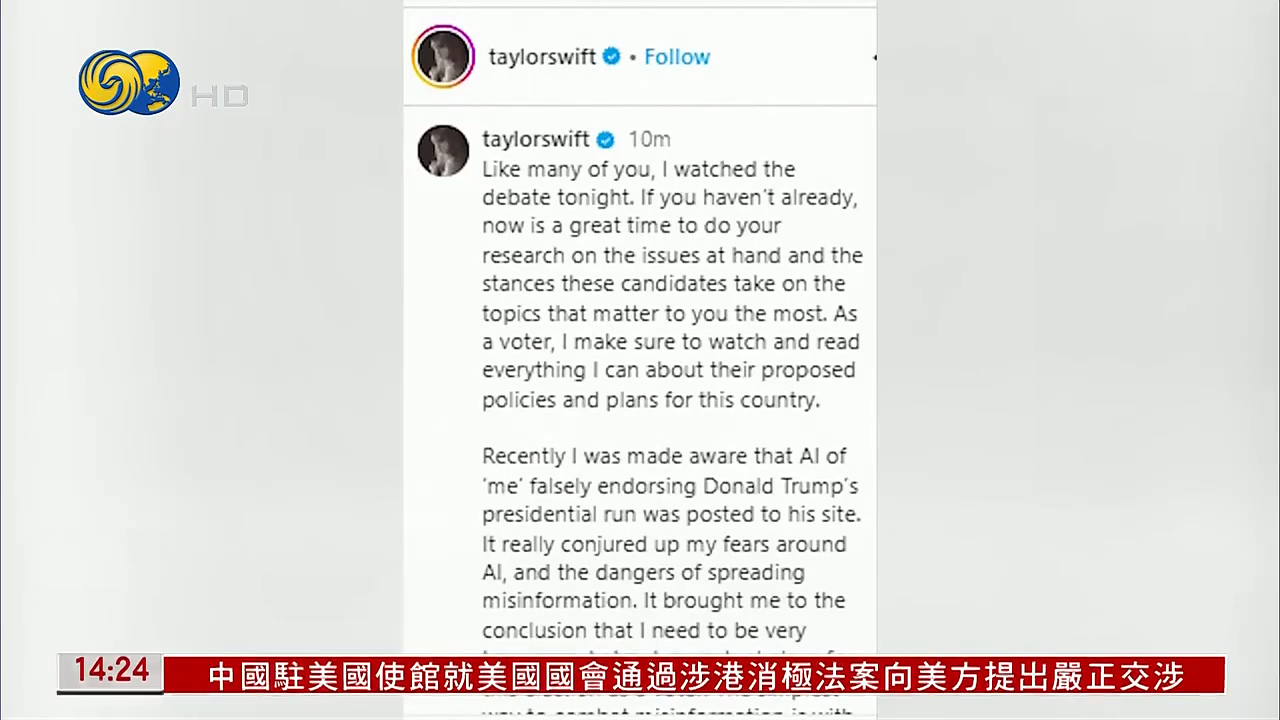 taylorswift • Follow
HD
taylorswift 10m
Like many of you, I watched the
debate tonight. If you haven't already,
now is a great time to do your
research on the issues at hand and the
stances these candidates take on the
topics that matter to you the most. As
a voter, I make sure to watch and read
everything I can about their proposed
policies and plans for this country.
Recently I was made aware that AI of
‘me’ falsely endorsing Donald Trump’s
presidential run was posted to his site.
It really conjured up my fears around
AI, and the dangers of spreading
misinformation. It brought me to the
conclusion that I need to be very
14:24 中國駐美國使館就美國國會通過涉港消極法案向美方提出嚴正交涉